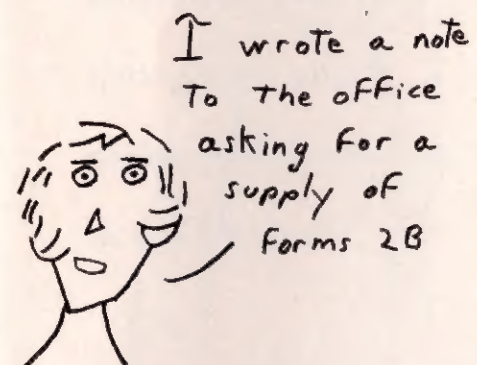 I wrote a note
to the office
asking for a
supply of
forms 2B